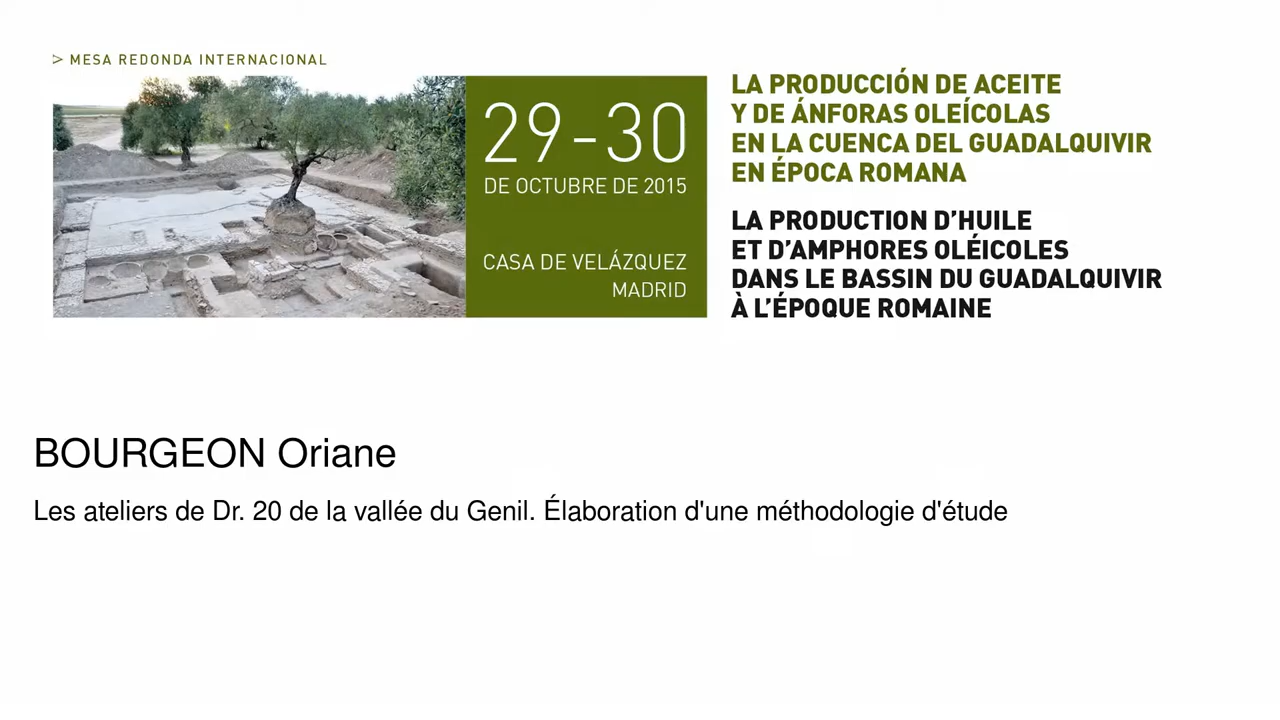 > MESA REDONDA INTERNACIONAL
29-30
DE OCTUBRE DE 2015
CASA DE VELÁZQUEZ
MADRID
LA PRODUCCIÓN DE ACEITE
Y DE ÁNFORAS OLEÍCOLAS
EN LA CUENCA DEL GUADALQUIVIR
EN ÉPOCA ROMANA
LA PRODUCTION D'HUILE
ET D'AMPHORES OLÉICOLES
DANS LE BASSIN DU GUADALQUIVIR
À L'ÉPOQUE ROMAINE
BOURGEON Oriane
Les ateliers de Dr. 20 de la vallée du Genil. Élaboration d'une méthodologie d'étude